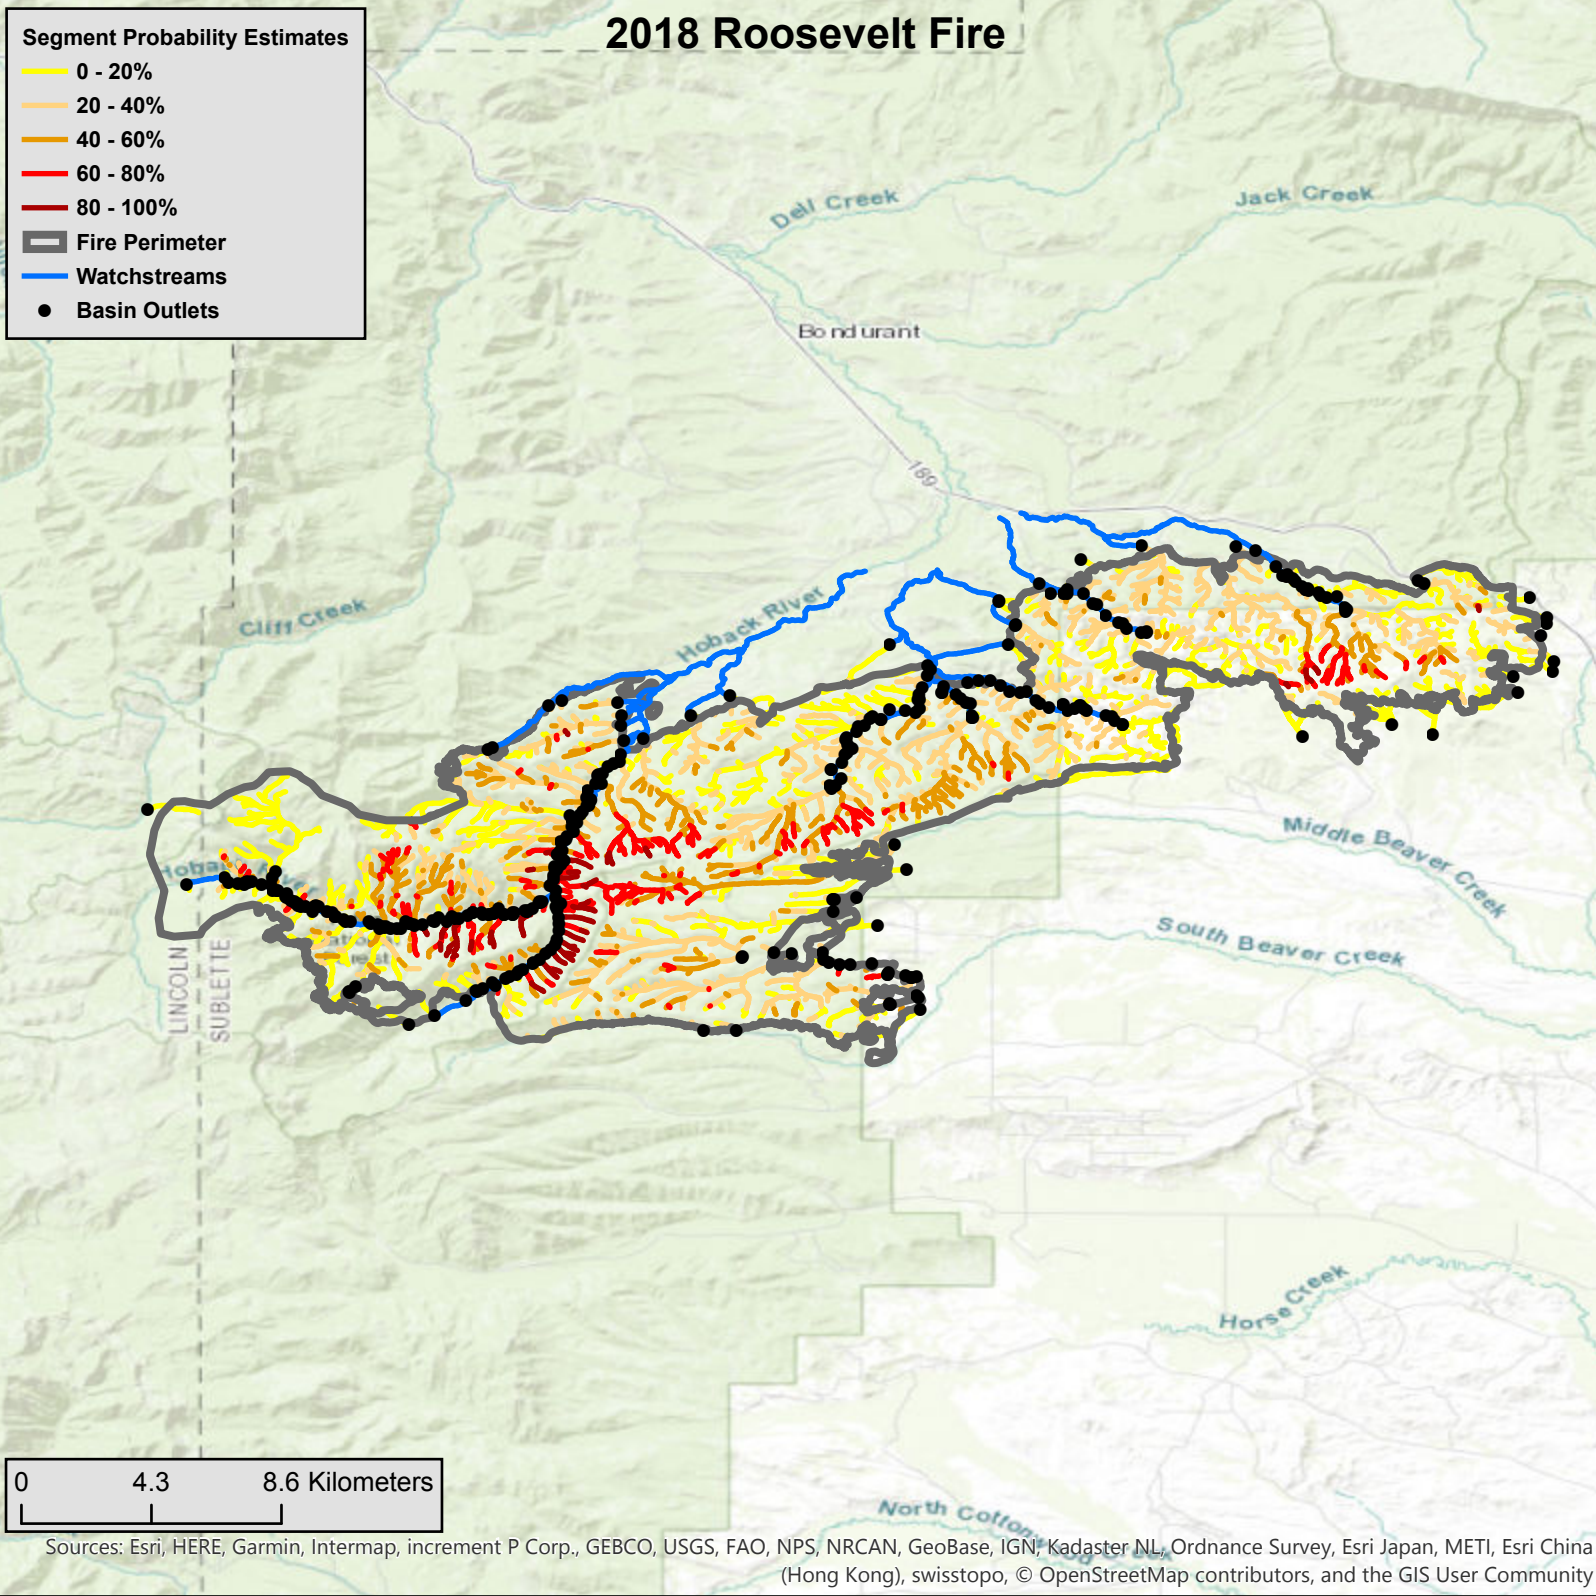 2018 Roosevelt Fire
Segment Probability Estimates
0 - 20%
20 - 40%
40 - 60%
60 - 80%
80 - 100%
Fire Perimeter
Watchstreams
Basin Outlets
Dell Creek
Jack Creek
Bondurant
189
Cliff Creek
Hoback River
Hoback River
Middle Beaver Creek
South Beaver Creek
LINCOLN
SUBLETTE
Horse Creek
North Cottonwood Creek
0 4.3 8.6 Kilometers
Sources: Esri, HERE, Garmin, Intermap, increment P Corp., GEBCO, USGS, FAO, NPS, NRCAN, GeoBase, IGN, Kadaster NL, Ordnance Survey, Esri Japan, METI, Esri China
(Hong Kong), swisstopo, © OpenStreetMap contributors, and the GIS User Community